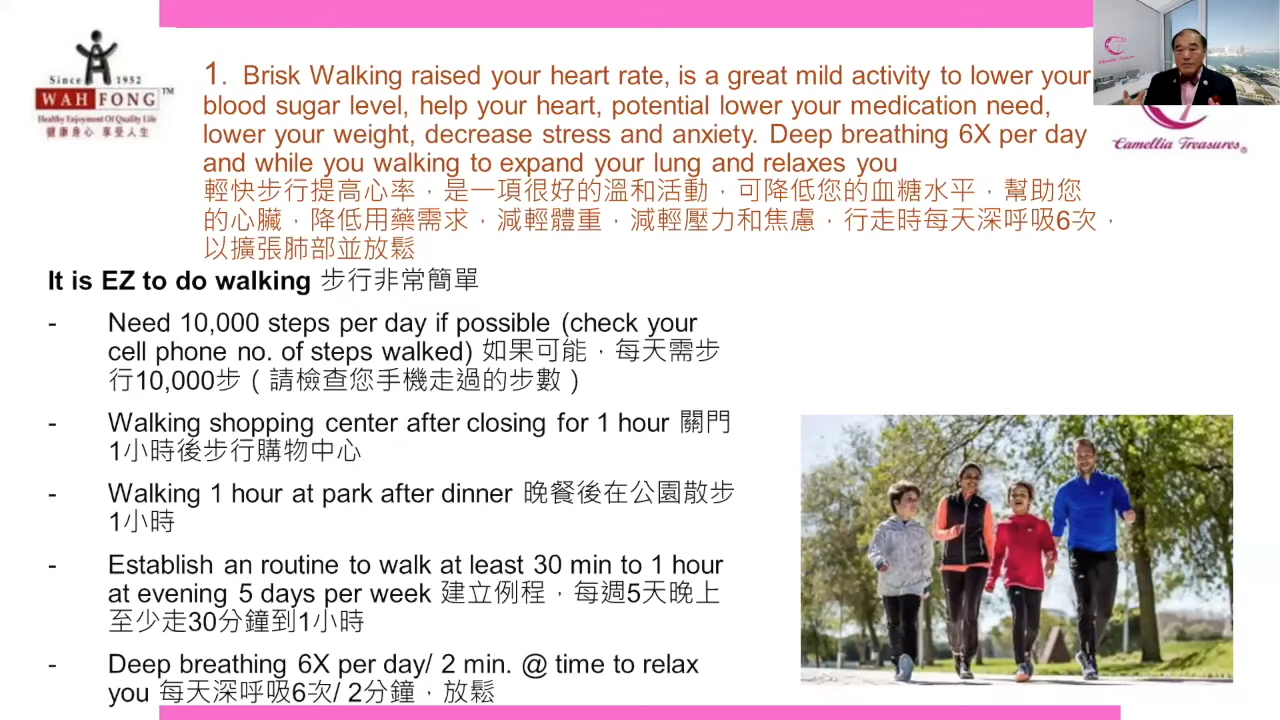 Since 1952
WAH FONG TM
Healthy Enjoyment Of Quality Life
健康身心 享受人生
1. Brisk Walking raised your heart rate, is a great mild activity to lower your
blood sugar level, help your heart, potential lower your medication need,
lower your weight, decrease stress and anxiety. Deep breathing 6X per day
and while you walking to expand your lung and relaxes you
輕快步行提高心率，是一項很好的溫和活動，可降低您的血糖水平，幫助您
的心臟，降低用藥需求，減輕體重，減輕壓力和焦慮，行走時每天深呼吸6次，
以擴張肺部並放鬆
Camellia Treasures®
It is EZ to do walking 步行非常簡單
- Need 10,000 steps per day if possible (check your
cell phone no. of steps walked) 如果可能，每天需步
行10,000步（請檢查您手機走過的步數）
- Walking shopping center after closing for 1 hour 關門
1小時後步行購物中心
- Walking 1 hour at park after dinner 晚餐後在公園散步
1小時
- Establish an routine to walk at least 30 min to 1 hour
at evening 5 days per week 建立例程，每週5天晚上
至少走30分鐘到1小時
- Deep breathing 6X per day/ 2 min. @ time to relax
you 每天深呼吸6次/ 2分鐘，放鬆